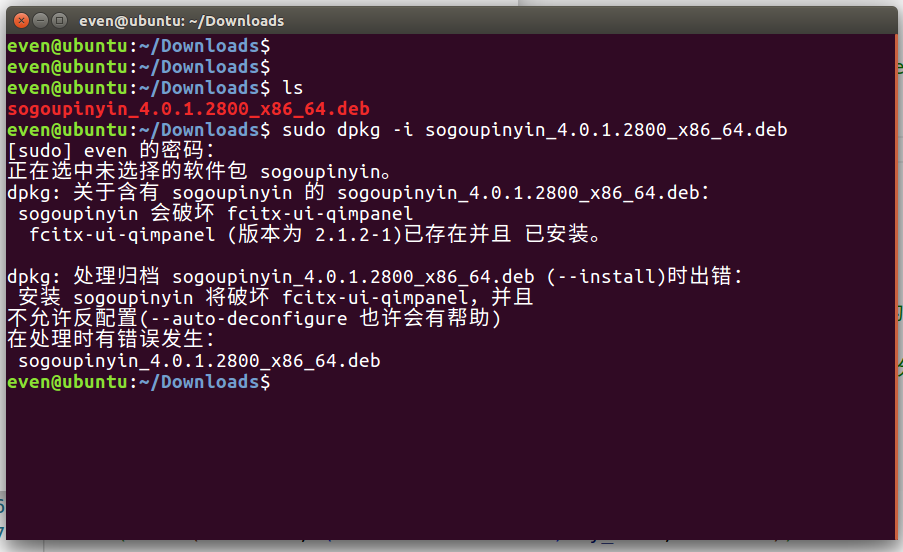 even@ubuntu: ~/Downloads
even@ubuntu:~/Downloads$
even@ubuntu:~/Downloads$
even@ubuntu:~/Downloads$ ls
sogoupinyin_4.0.1.2800_x86_64.deb
even@ubuntu:~/Downloads$ sudo dpkg -i sogoupinyin_4.0.1.2800_x86_64.deb
[sudo] even 的密码：
正在选中未选择的软件包 sogoupinyin。
dpkg: 关于含有 sogoupinyin 的 sogoupinyin_4.0.1.2800_x86_64.deb：
 sogoupinyin 会破坏 fcitx-ui-qimpanel
  fcitx-ui-qimpanel (版本为 2.1.2-1)已存在并且 已安装。
dpkg: 处理归档 sogoupinyin_4.0.1.2800_x86_64.deb (--install)时出错：
 安装 sogoupinyin 将破坏 fcitx-ui-qimpanel，并且
不允许反配置(--auto-deconfigure 也许会有帮助)
在处理时有错误发生：
 sogoupinyin_4.0.1.2800_x86_64.deb
even@ubuntu:~/Downloads$